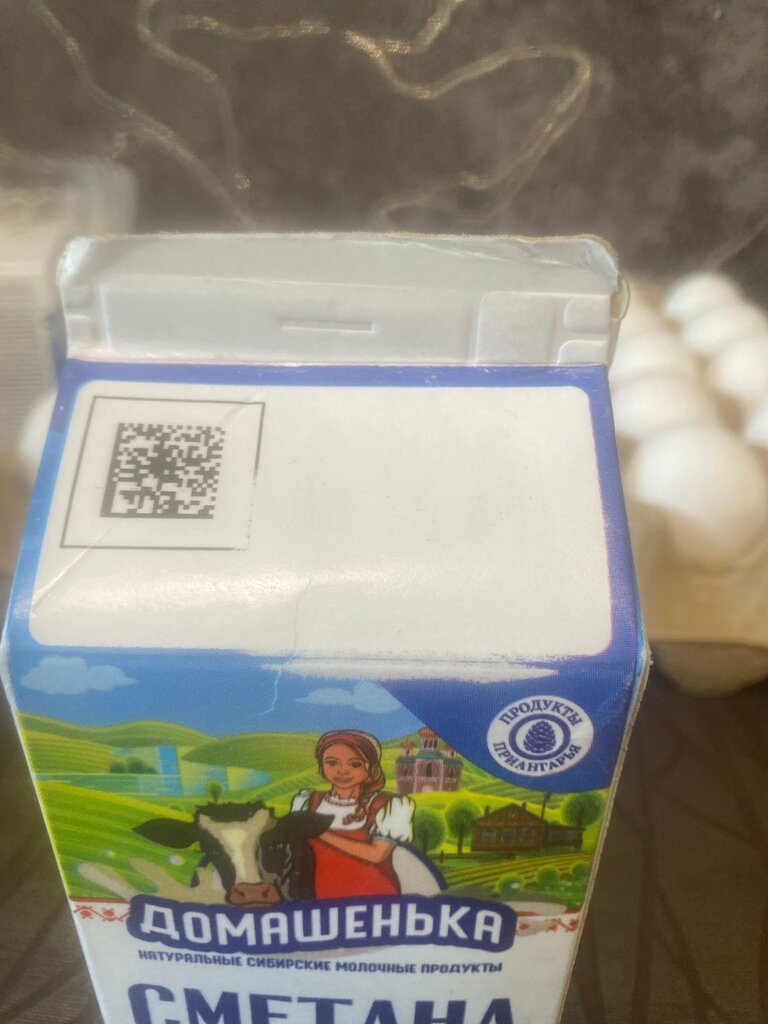 ПРОДУКТЫ
ПРИАНГАРЬЯ
ДОМАШЕНЬКА
НАТУРАЛЬНЫЕ СИБИРСКИЕ МОЛОЧНЫЕ ПРОДУКТЫ
СМЕТАНА